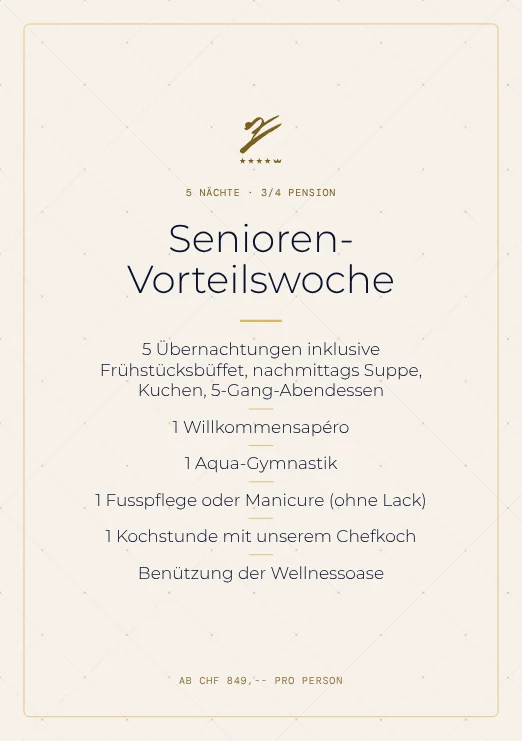 5 NÄCHTE · 3/4 PENSION
Senioren-
Vorteilswoche
5 Übernachtungen inklusive
Frühstücksbüffet, nachmittags Suppe,
Kuchen, 5-Gang-Abendessen
1 Willkommensapéro
1 Aqua-Gymnastik
1 Fusspflege oder Manicure (ohne Lack)
1 Kochstunde mit unserem Chefkoch
Benützung der Wellnessoase
AB CHF 849,-- PRO PERSON